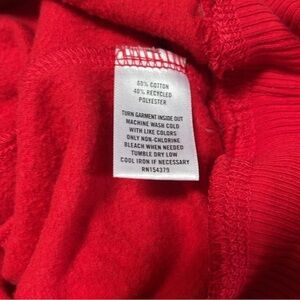 60% COTTON
40% RECYCLED
POLYESTER
TURN GARMENT INSIDE OUT
MACHINE WASH COLD
WITH LIKE COLORS
ONLY NON-CHLORINE
BLEACH WHEN NEEDED
TUMBLE DRY LOW
COOL IRON IF NECESSARY
RN154379